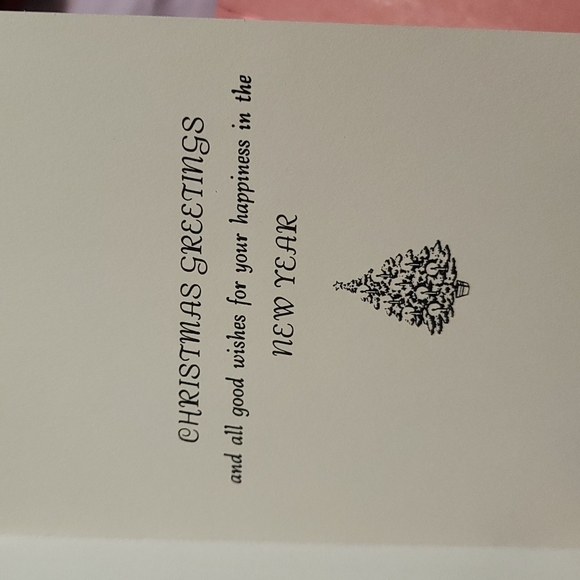 CHRISTMAS GREETINGS
and all good wishes for your happiness in the
NEW YEAR